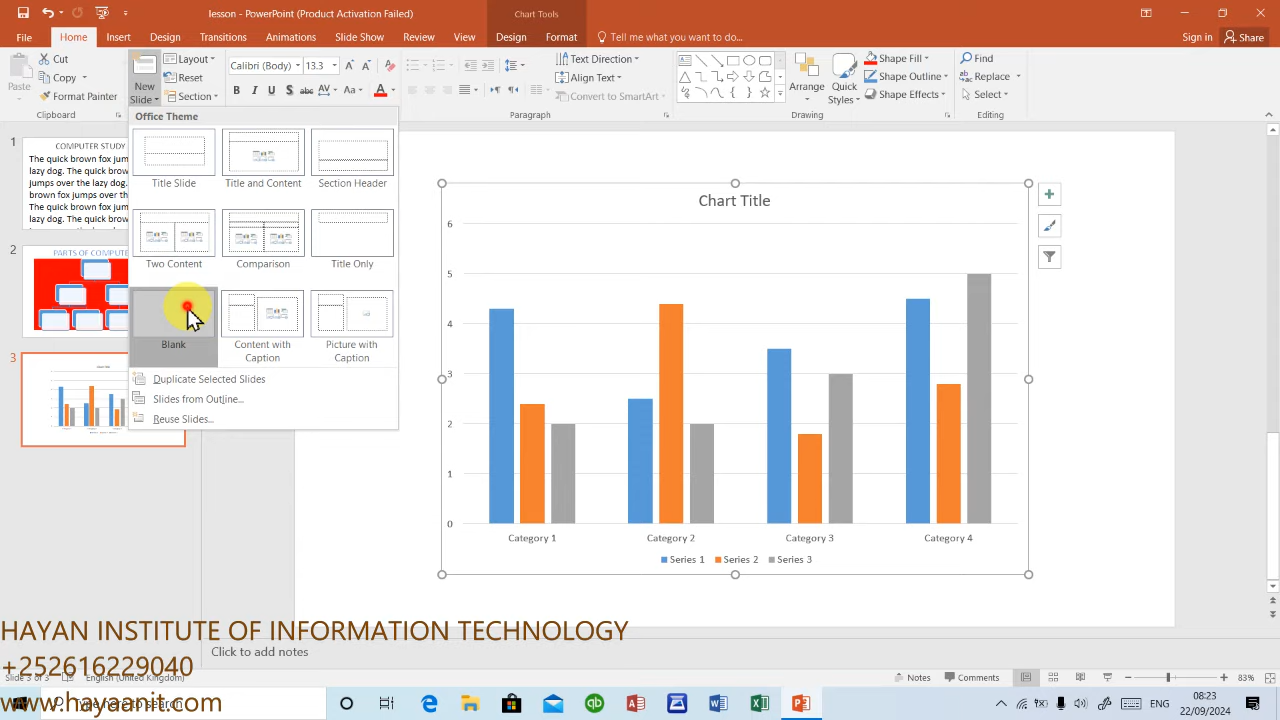 lesson - PowerPoint (Product Activation Failed)
Chart Tools
File
Home
Insert
Design
Transitions
Animations
Slide Show
Review
View
Design
Format
Tell me what you want to do...
Sign in
Share
Paste
Cut
Copy
Format Painter
Clipboard
New
Slide
Layout
Reset
Section
Calibri (Body)
13.3
Text Direction
Align Text
Convert to SmartArt
Paragraph
Arrange
Quick
Styles
Shape Fill
Shape Outline
Shape Effects
Drawing
Find
Replace
Select
Editing
Office Theme
Title Slide
Title and Content
Section Header
Two Content
Comparison
Title Only
Blank
Content with
Caption
Picture with
Caption
Duplicate Selected Slides
Slides from Outline...
Reuse Slides...
1
COMPUTER STUDY
The quick brown fox jum
lazy dog. The quick brow
jumps over the lazy dog.
brown fox jumps over th
lazy dog. The quick brow
2
PARTS OF COMPUTE
3
Chart Title
6
5
4
3
2
1
0
Category 1
Category 2
Category 3
Category 4
Series 1
Series 2
Series 3
HAYAN INSTITUTE OF INFORMATION TECHNOLOGY
+252616229040
www.hayaanit.com
Click to add notes
Slide 3 of 3
English (United Kingdom)
Notes
Comments
83%
Type here to search
08:23
22/09/2024